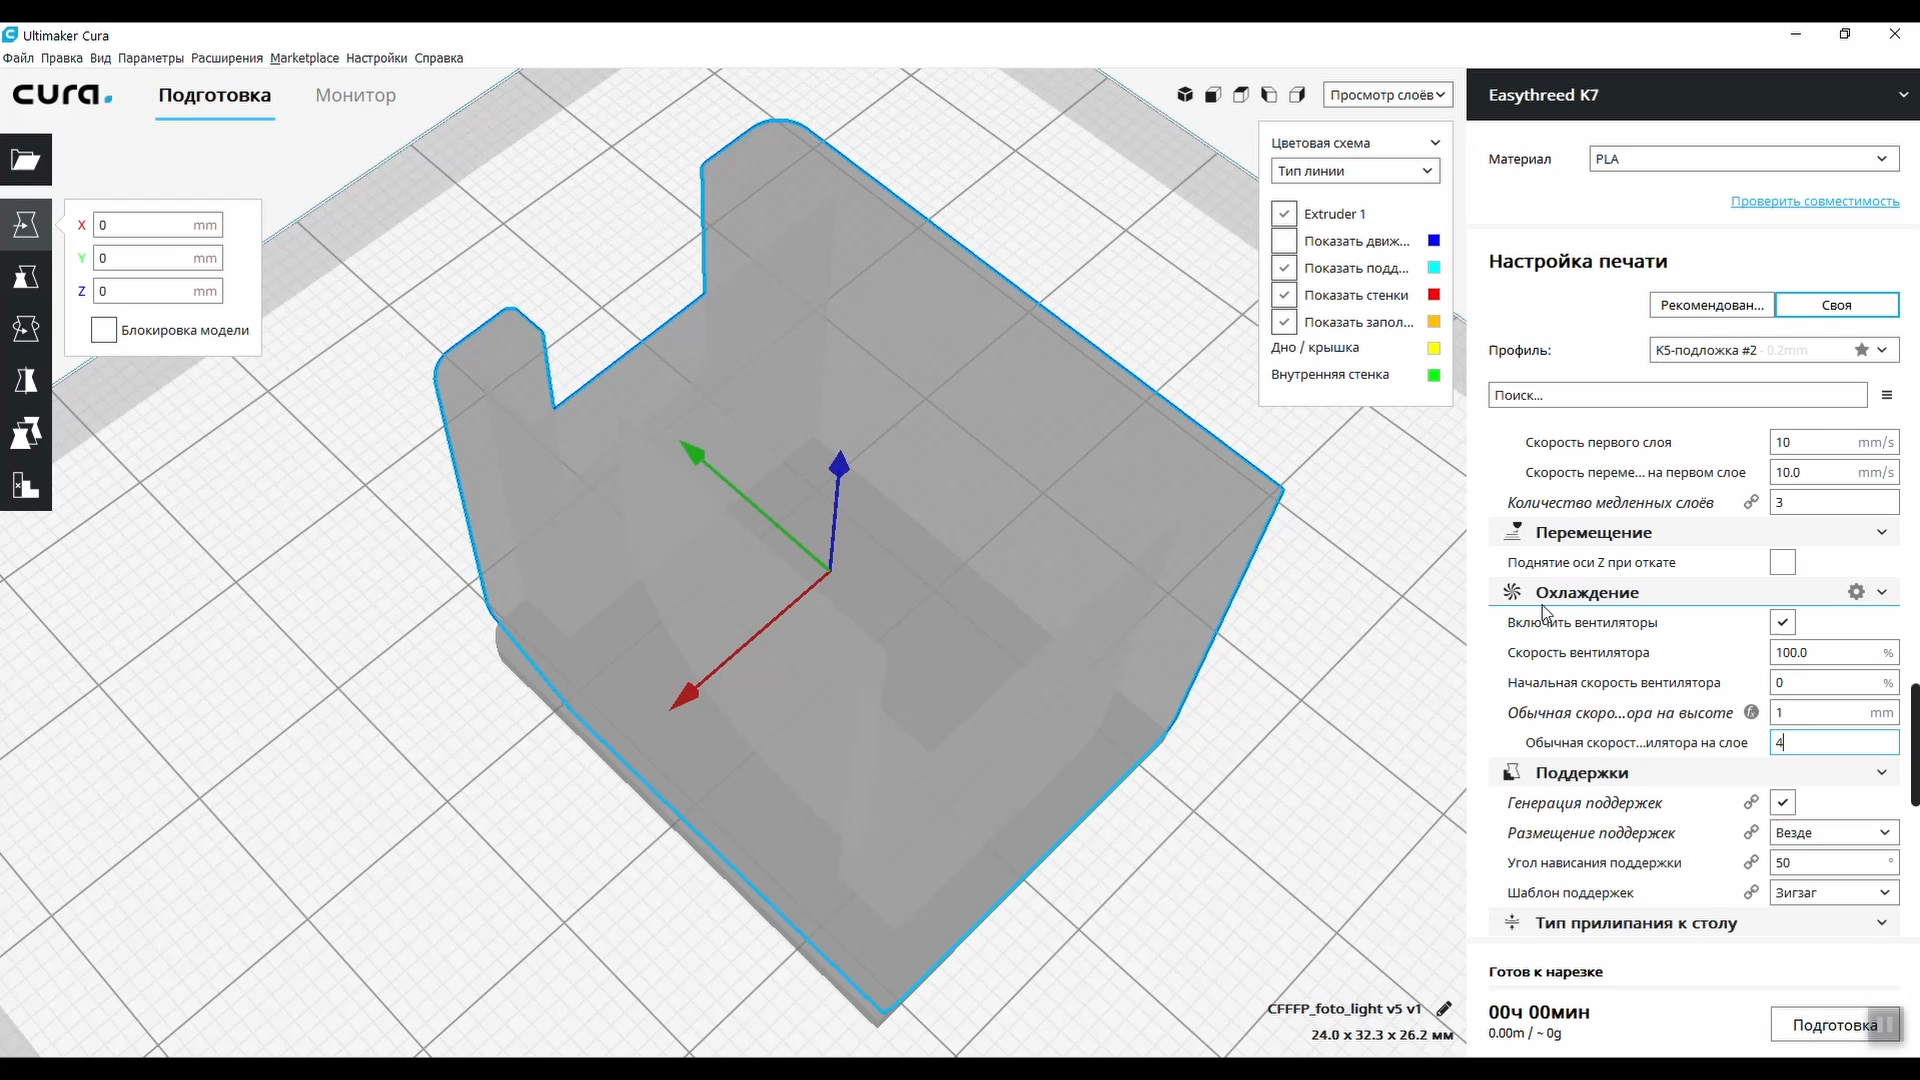 Ultimaker Cura
Файл Правка Вид Параметры Расширения Marketplace Настройки Справка
cura.
Подготовка
Монитор
Просмотр слоёв
Easythreed K7
X 0 mm
Y 0 mm
Z 0 mm
Блокировка модели
Цветовая схема
Тип линии
Extruder 1
Показать движ...
Показать подд...
Показать стенки
Показать запол...
Дно / крышка
Внутренняя стенка
Материал PLA
Проверить совместимость
Настройка печати
Рекомендован... Своя
Профиль: K5-подложка #2 - 0.2mm
Поиск...
Скорость первого слоя 10 mm/s
Скорость переме... на первом слое 10.0 mm/s
Количество медленных слоёв 3
Перемещение
Поднятие оси Z при откате
Охлаждение
Включить вентиляторы
Скорость вентилятора 100.0 %
Начальная скорость вентилятора 0 %
Обычная скоро...ора на высоте 1 mm
Обычная скорост...илятора на слое 4
Поддержки
Генерация поддержек
Размещение поддержек Везде
Угол нависания поддержки 50 °
Шаблон поддержек Зигзаг
Тип прилипания к столу
Готов к нарезке
00ч 00мин
0.00m / ~ 0g
Подготовка
CFFFP_foto_light v5 v1
24.0 x 32.3 x 26.2 мм